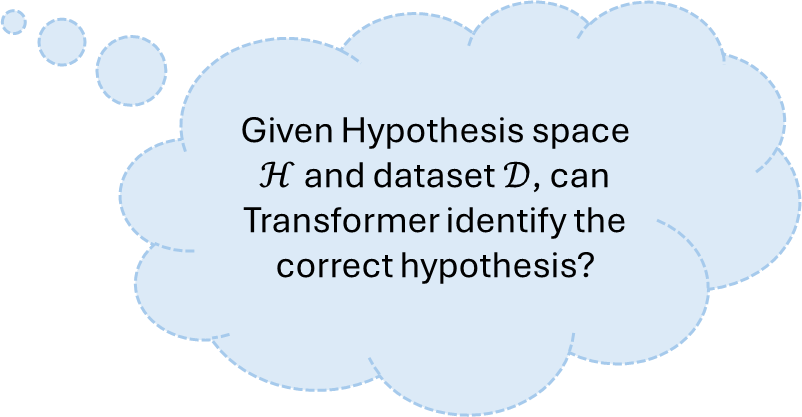 Given Hypothesis space
ℋ and dataset 𝒟, can
Transformer identify the
correct hypothesis?